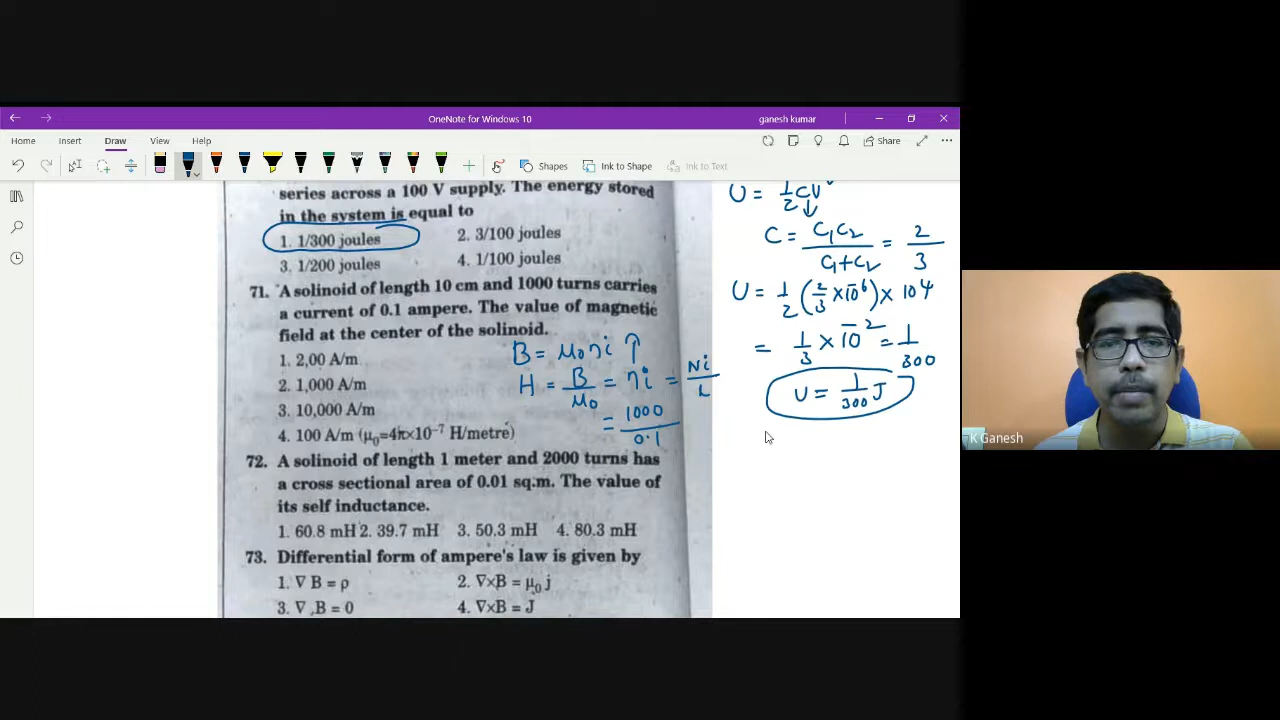 OneNote for Windows 10
ganesh kumar
Home Insert Draw View Help
Share
Shapes Ink to Shape Ink to Text
series across a 100 V supply. The energy stored
in the system is equal to
1. 1/300 joules 2. 3/100 joules
3. 1/200 joules 4. 1/100 joules
71. A solinoid of length 10 cm and 1000 turns carries
a current of 0.1 ampere. The value of magnetic
field at the center of the solinoid.
1. 2,00 A/m
2. 1,000 A/m
3. 10,000 A/m
4. 100 A/m (μ₀=4π×10⁻⁷ H/metre)
B = μ₀ni ↑
H = B/μ₀ = ni = Ni/L
= 1000/0.1
72. A solinoid of length 1 meter and 2000 turns has
a cross sectional area of 0.01 sq.m. The value of
its self inductance.
1. 60.8 mH 2. 39.7 mH 3. 50.3 mH 4. 80.3 mH
73. Differential form of ampere's law is given by
1. ∇ B = ρ 2. ∇×B = μ₀ j
3. ∇ .B = 0 4. ∇×B = J
U = 1/2 CV²
C = C₁C₂/C₁+C₂ = 2/3
U = 1/2 (2/3 × 10⁻⁶) × 10⁴
= 1/3 × 10⁻² = 1/300
U = 1/300 J
K Ganesh